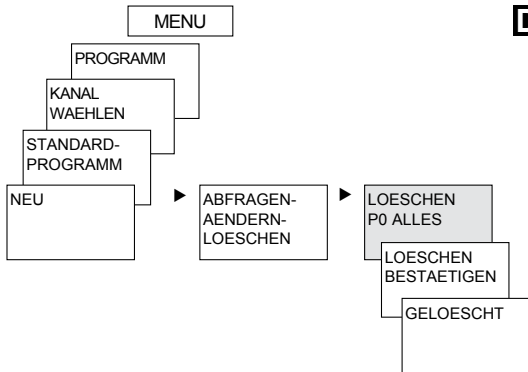 MENU
PROGRAMM
KANAL
WAEHLEN
STANDARD-
PROGRAMM
NEU
ABFRAGEN-
AENDERN-
LOESCHEN
LOESCHEN
P0 ALLES
LOESCHEN
BESTAETIGEN
GELOESCHT